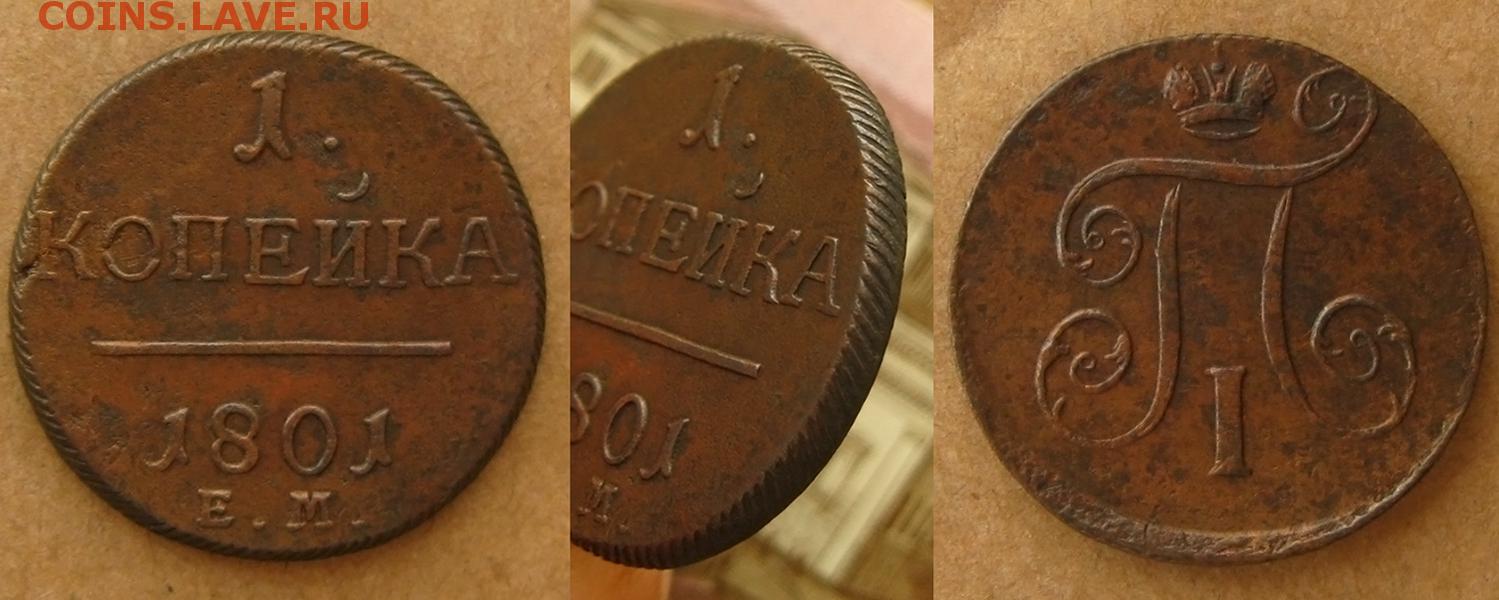 COINS.LAVE.RU
1.
КОПЕЙКА
1801
Е.М.
1.
ОПЕЙКА
801
М.
П
I